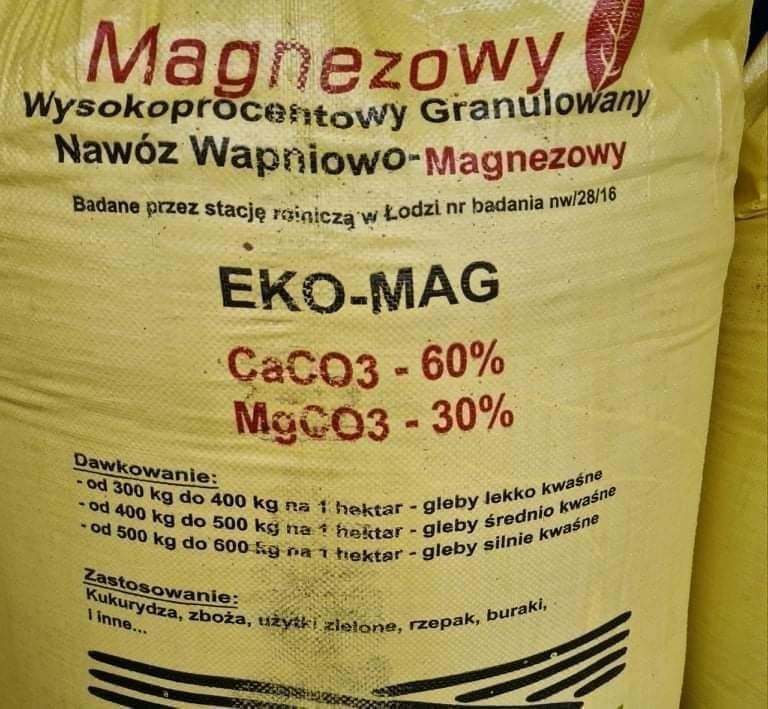 Magnezowy
Wysokoprocentowy Granulowany
Nawóz Wapniowo-Magnezowy
Badane przez stację rolniczą w Łodzi nr badania nw/28/16
EKO-MAG
CaCO3 - 60%
MgCO3 - 30%
Dawkowanie:
- od 300 kg do 400 kg na 1 hektar - gleby lekko kwaśne
- od 400 kg do 500 kg na 1 hektar - gleby średnio kwaśne
- od 500 kg do 600 kg na 1 hektar - gleby silnie kwaśne
Zastosowanie:
Kukurydza, zboża, użytki zielone, rzepak, buraki,
i inne...